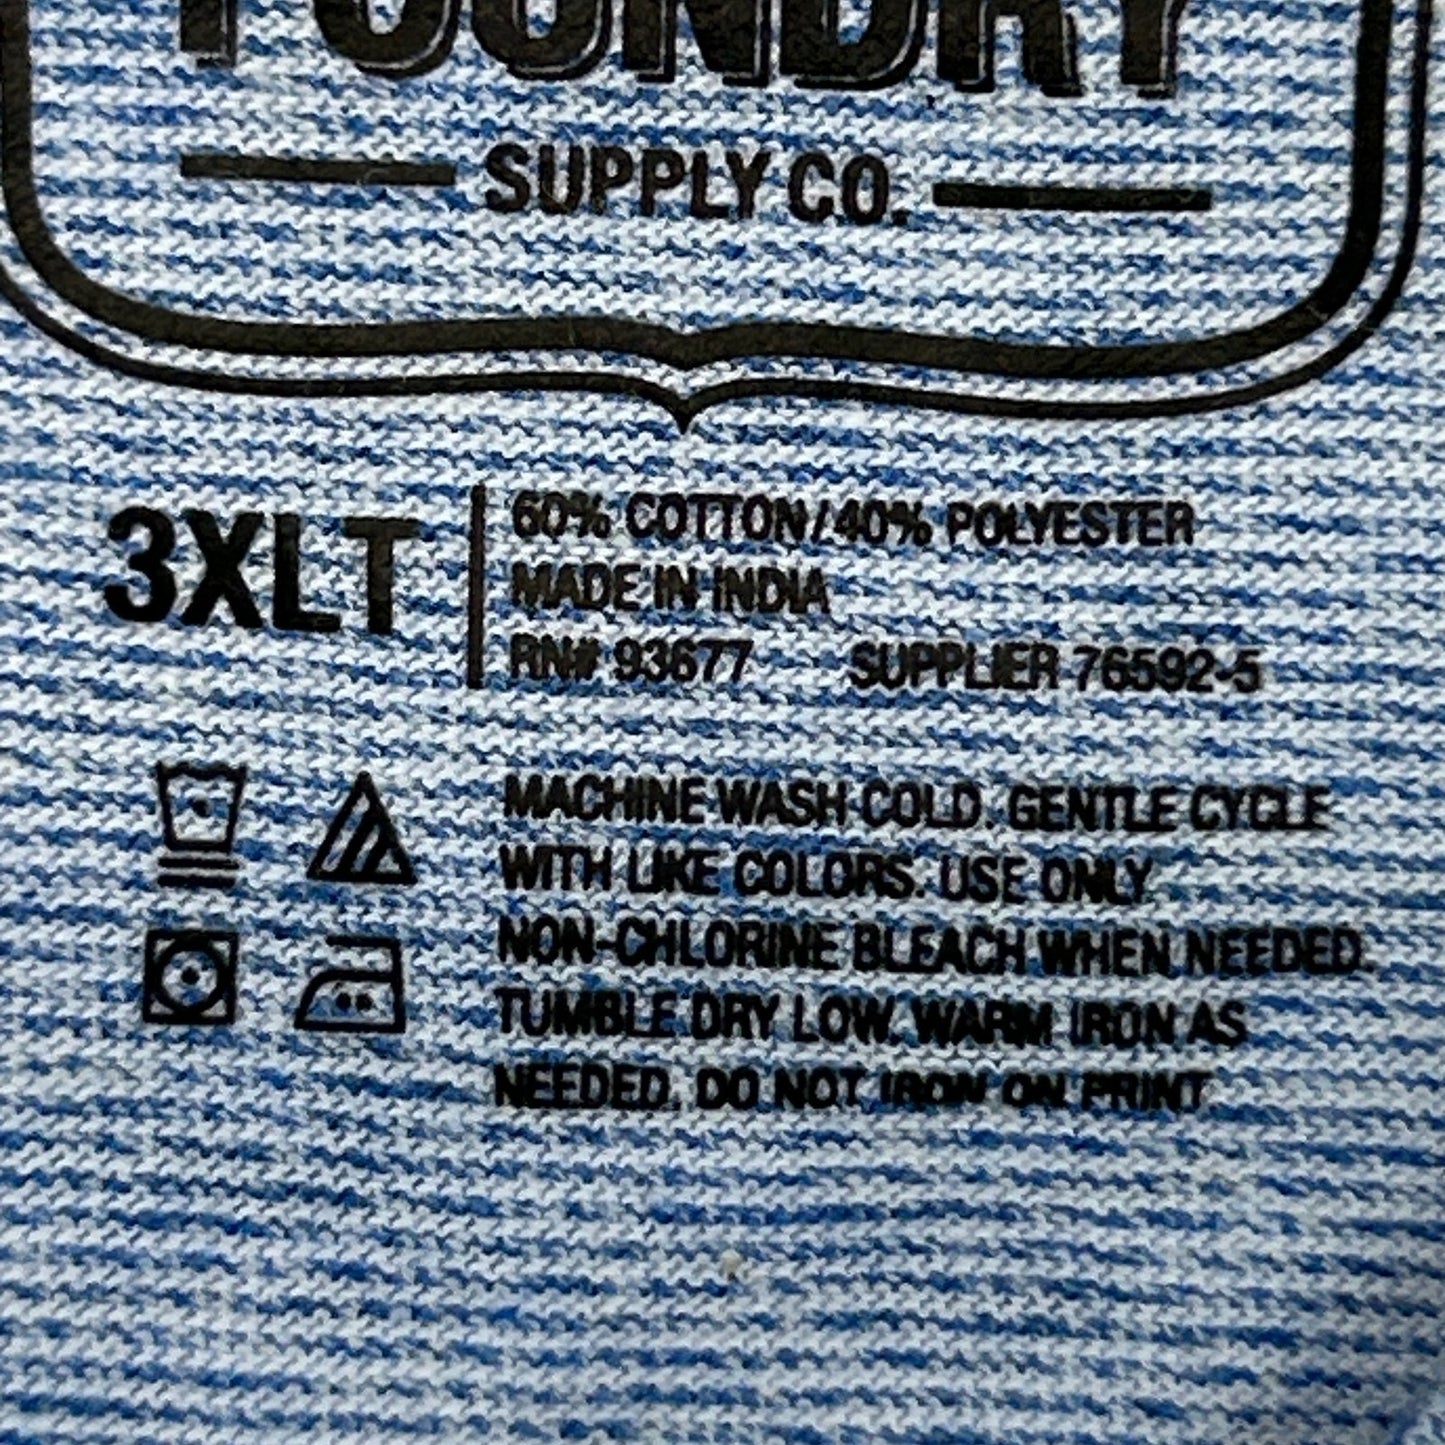 FOUNDRY
SUPPLY CO.
3XLT
60% COTTON/40% POLYESTER
MADE IN INDIA
RN# 93677 SUPPLIER 76592-5
MACHINE WASH COLD. GENTLE CYCLE
WITH LIKE COLORS. USE ONLY
NON-CHLORINE BLEACH WHEN NEEDED.
TUMBLE DRY LOW. WARM IRON AS
NEEDED. DO NOT IRON ON PRINT